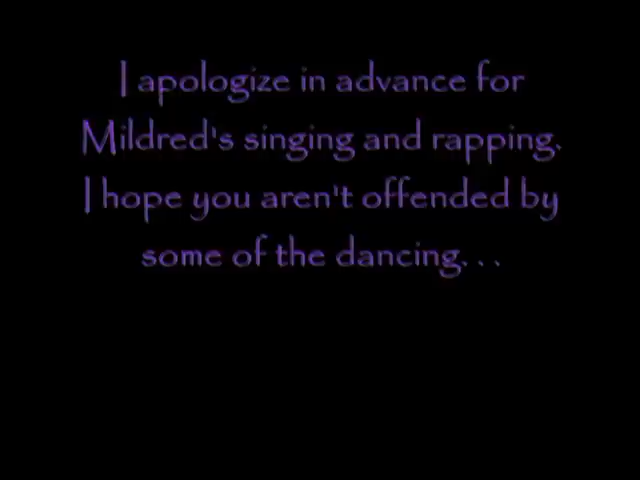 I apologize in advance for
Mildred's singing and rapping.
I hope you aren't offended by
some of the dancing. . .